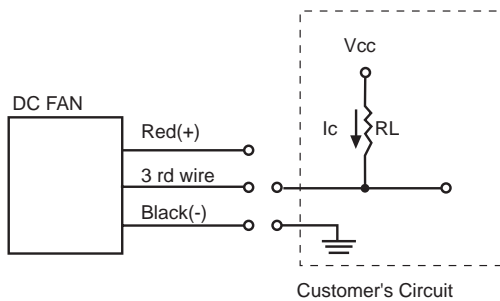 Vcc
DC FAN
Ic
RL
Red(+)
3 rd wire
Black(-)
Customer's Circuit